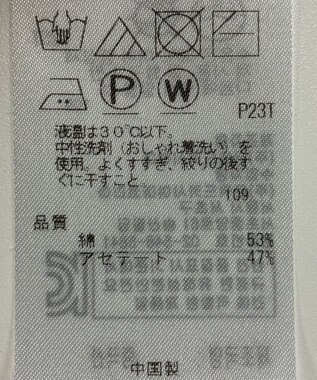 P
W
P23T
液温は30℃以下。
中性洗剤（おしゃれ着洗い）を
使用。よくすすぎ、絞りの後す
ぐに干すこと。
109
品質
綿 53%
アセテート 47%
中国製